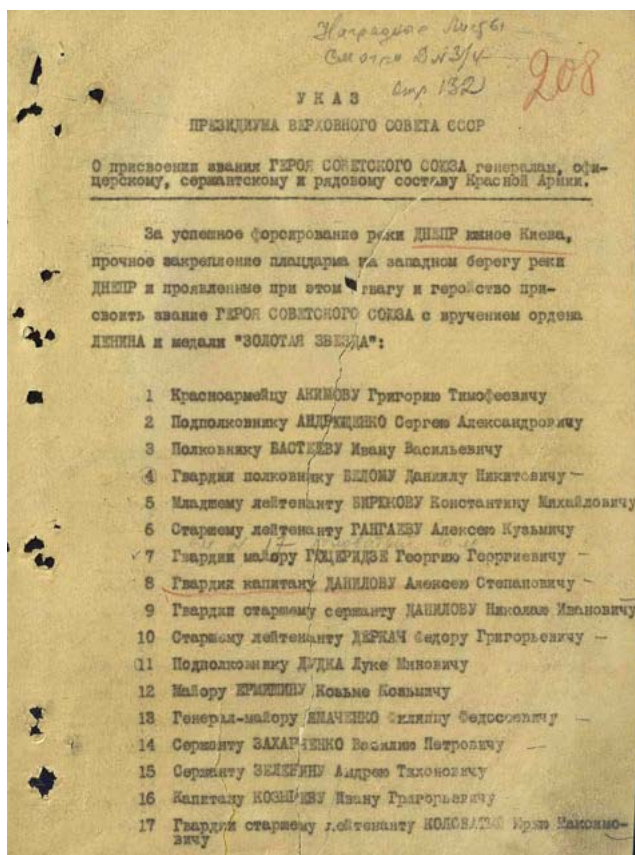 Наградные Листы
Смотри Д №3/4
стр 132
208
УКАЗ
ПРЕЗИДИУМА ВЕРХОВНОГО СОВЕТА СССР
О присвоении звания ГЕРОЯ СОВЕТСКОГО СОЮЗА генералам, офи-
церскому, сержантскому и рядовому составу Красной Армии.
За успешное форсирование реки ДНЕПР южнее Киева,
прочное закрепление плацдарма на западном берегу реки
ДНЕПР и проявленные при этом отвагу и геройство при-
своить звание ГЕРОЯ СОВЕТСКОГО СОЮЗА с вручением ордена
ЛЕНИНА и медали "ЗОЛОТАЯ ЗВЕЗДА":
1 Красноармейцу АКИМОВУ Григорию Тимофеевичу
2 Подполковнику АНДРЮЩЕНКО Сергею Александровичу
3 Полковнику БАСТЕЕВУ Ивану Васильевичу
4 Гвардии полковнику БЕЛОМУ Даниилу Никитовичу
5 Младшему лейтенанту БИРЮКОВУ Константину Михайловичу
6 Старшему лейтенанту ГАНГАЕВУ Алексею Кузьмичу
7 Гвардии майору ГОЦЕРИДЗЕ Георгию Георгиевичу
8 Гвардии капитану ДАНИЛОВУ Алексею Степановичу
9 Гвардии старшему сержанту ДАНИЛОВУ Николаю Ивановичу
10 Старшему лейтенанту ДЕРКАЧ Федору Григорьевичу
11 Подполковнику ДУДКА Луке Миновичу
12 Майору ЕРМИШИНУ Козьме Козьмичу
13 Генерал-майору Филиппу Федосеевичу
14 Сержанту ЗАХАРЧЕНКО Василию Петровичу
15 Сержанту Андрею Тихоновичу
16 Капитану КОЗЫРЕВУ Ивану Григорьевичу
17 Гвардии старшему лейтенанту Юрию Максимо-
вичу